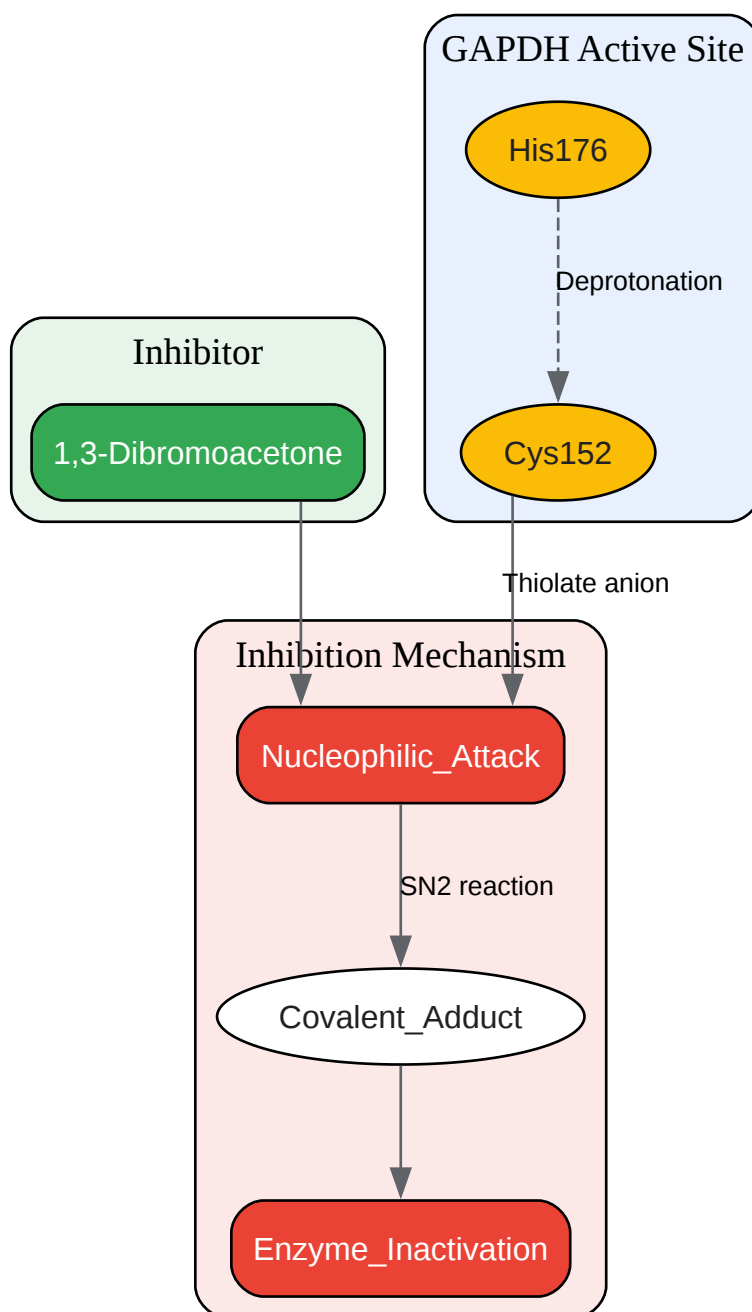 GAPDH Active Site
His176
Deprotonation
Inhibitor
1,3-Dibromoacetone
Cys152
Thiolate anion
Inhibition Mechanism
Nucleophilic_Attack
SN2 reaction
Covalent_Adduct
Enzyme_Inactivation